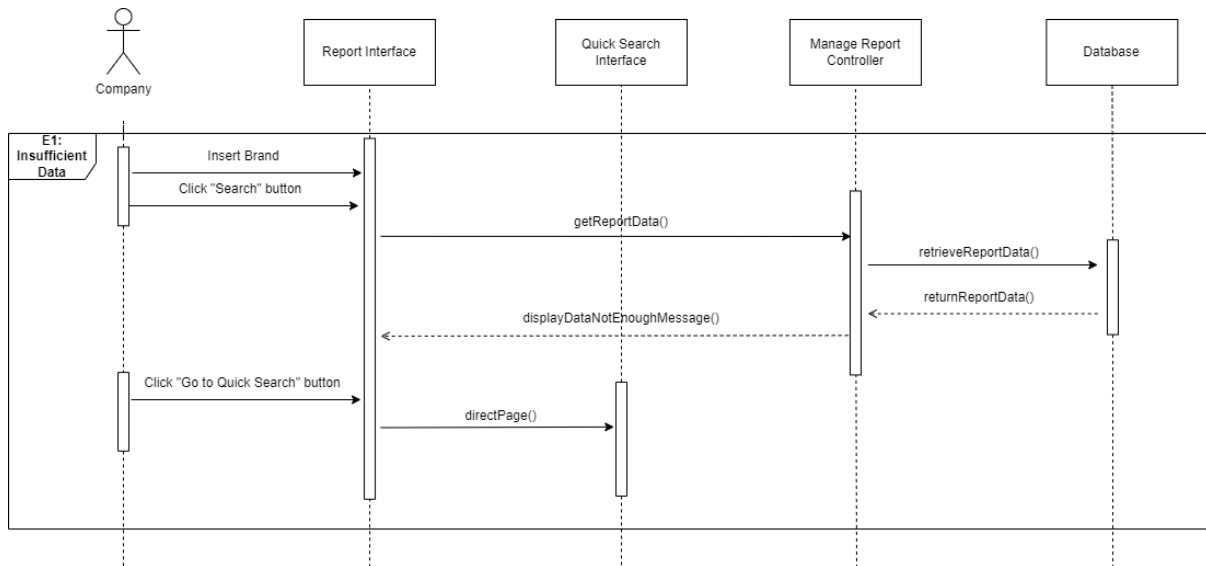 Company
Report Interface
Quick Search
Interface
Manage Report
Controller
Database
E1:
Insufficient
Data
Insert Brand
Click "Search" button
getReportData()
retrieveReportData()
returnReportData()
displayDataNotEnoughMessage()
Click "Go to Quick Search" button
directPage()